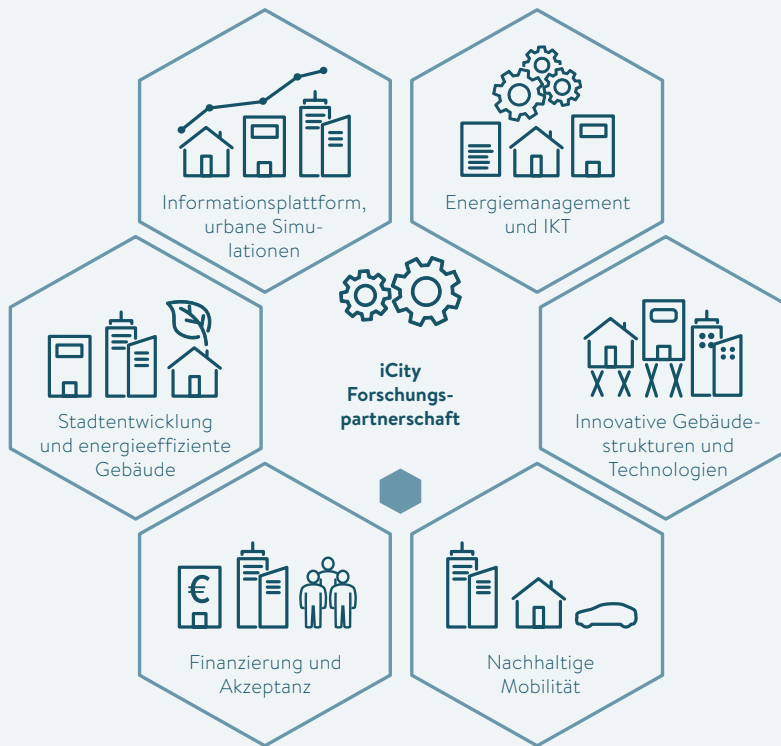 Informationsplattform,
urbane Simu-
lationen
Energiemanagement
und IKT
iCity
Forschungs-
partnerschaft
Stadtentwicklung
und energieeffiziente
Gebäude
€
Innovative Gebäude-
strukturen und
Technologien
Finanzierung und
Akzeptanz
Nachhaltige
Mobilität